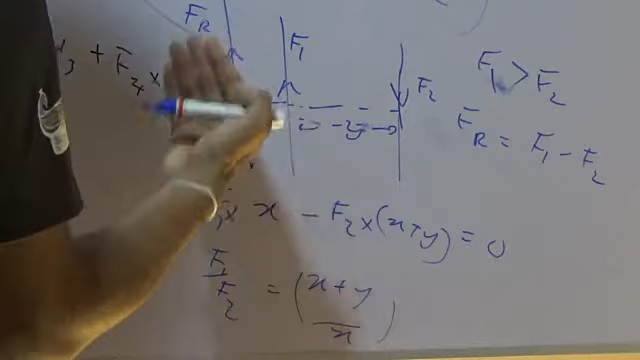 F_R
F_1
F_2
F_1 > F_2
F_R = F_1 - F_2
+ F_2 ×
x - F_2 × (x + y) = 0
F_1 / F_2 = (x + y / x)